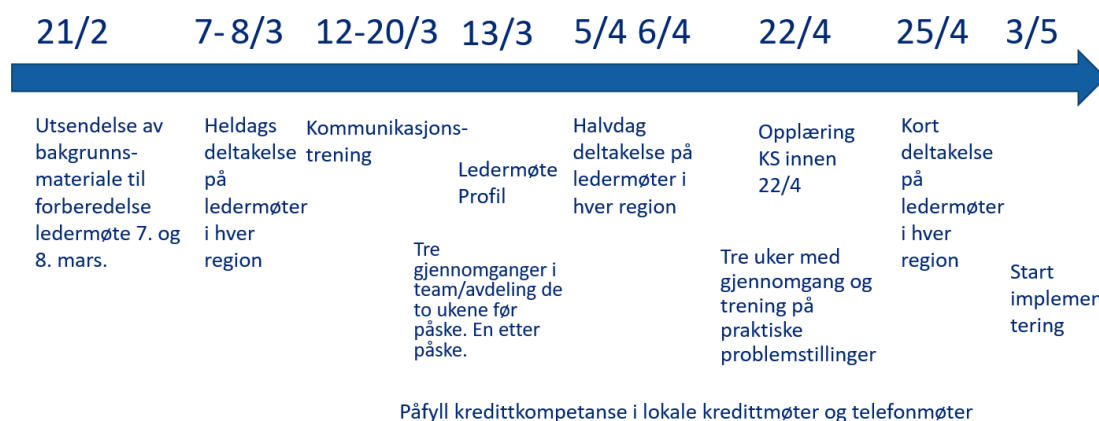 21/2
7-8/3
12-20/3
13/3
5/4 6/4
22/4
25/4
3/5
Utsendelse av
bakgrunns-
materiale til
forberedelse
ledermøte 7. og
8. mars.
Heldags
deltakelse
på
ledermøter
i hver
region
Kommunikasjons-
trening
Ledermøte
Profil
Tre
gjennomganger i
team/avdeling de
to ukene før
påske. En etter
påske.
Halvdag
deltakelse på
ledermøter i
hver region
Opplæring
KS innen
22/4
Tre uker med
gjennomgang og
trening på
praktiske
problemstillinger
Kort
deltakelse
på
ledermøter
i hver
region
Start
implemen
tering
Påfyll kredittkompetanse i lokale kredittmøter og telefonmøter